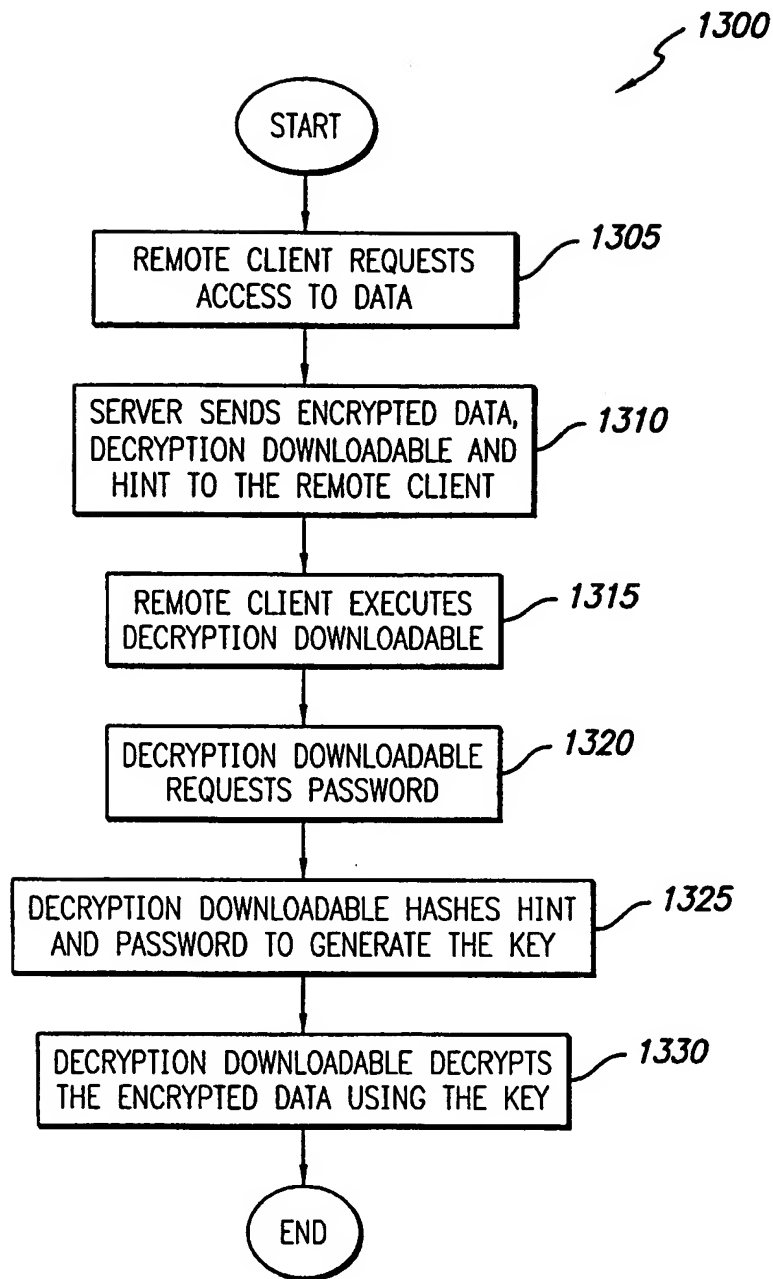 1300
START
REMOTE CLIENT REQUESTS
ACCESS TO DATA
1305
SERVER SENDS ENCRYPTED DATA,
DECRYPTION DOWNLOADABLE AND
HINT TO THE REMOTE CLIENT
1310
REMOTE CLIENT EXECUTES
DECRYPTION DOWNLOADABLE
1315
DECRYPTION DOWNLOADABLE
REQUESTS PASSWORD
1320
DECRYPTION DOWNLOADABLE HASHES HINT
AND PASSWORD TO GENERATE THE KEY
1325
DECRYPTION DOWNLOADABLE DECRYPTS
THE ENCRYPTED DATA USING THE KEY
1330
END